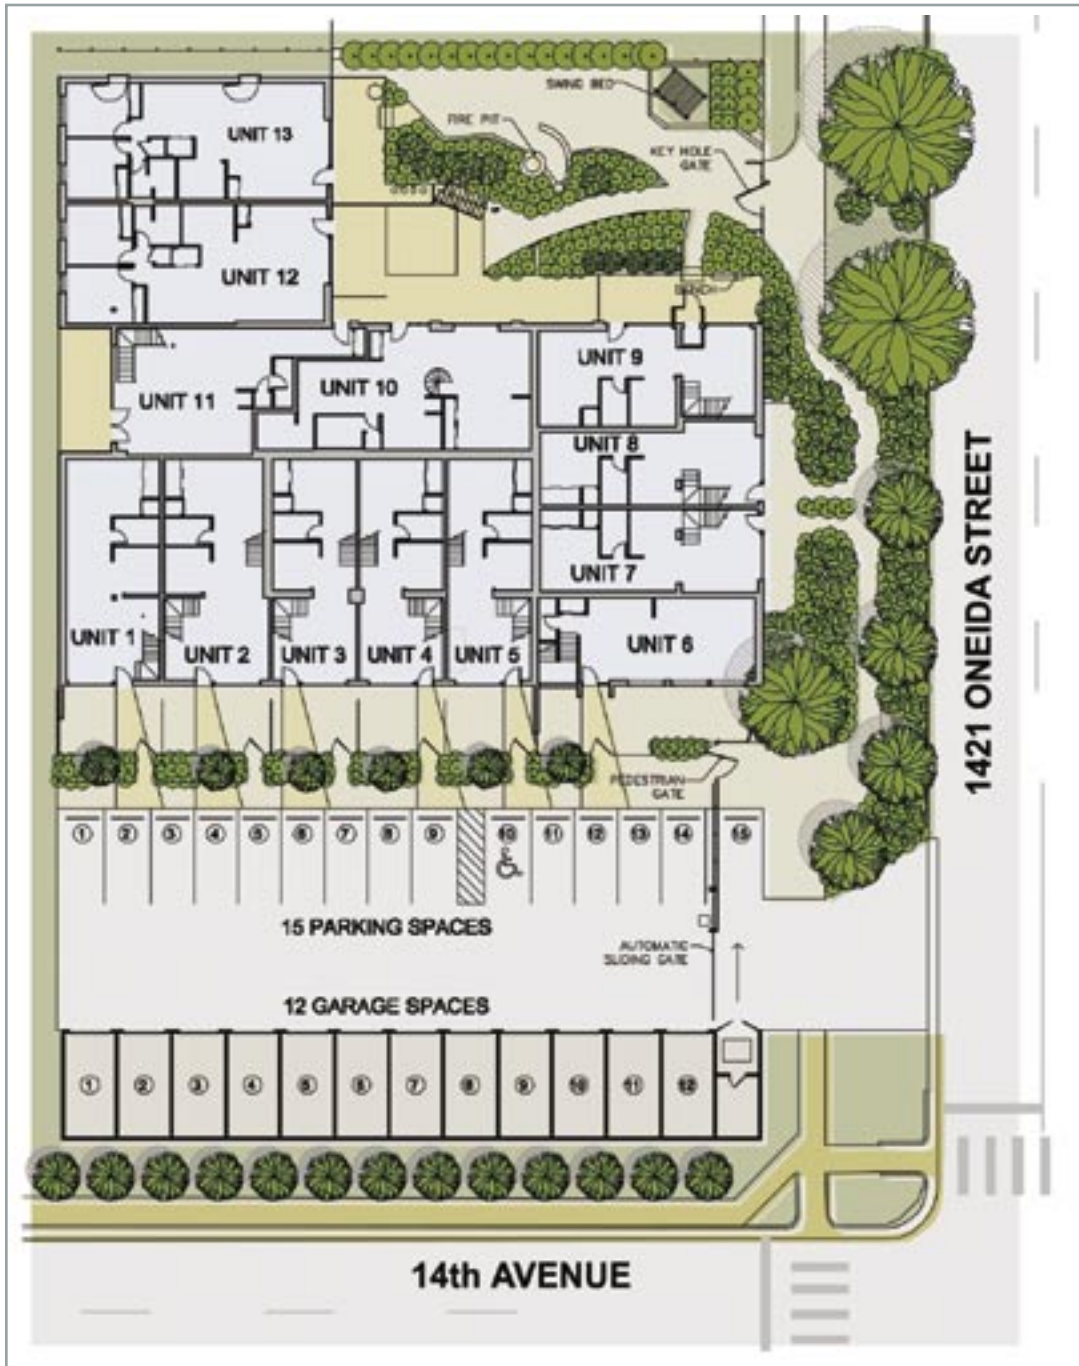 SWING BED
UNIT 13
FIRE PIT
KEY HOLE
GATE
UNIT 12
BENCH
UNIT 9
UNIT 10
UNIT 11
UNIT 8
UNIT 7
1421 ONEIDA STREET
UNIT 1
UNIT 2
UNIT 3
UNIT 4
UNIT 5
UNIT 6
PEDESTRIAN
GATE
1 2 3 4 5 6 7 8 9 10 11 12 13 14 15
15 PARKING SPACES
AUTOMATIC
SLIDING GATE
12 GARAGE SPACES
1 2 3 4 5 6 7 8 9 10 11 12
14th AVENUE